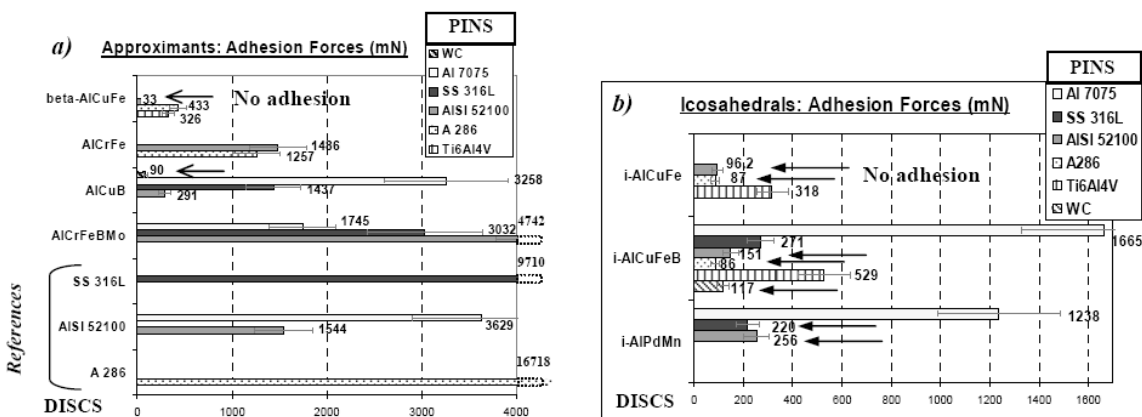 a) Approximants: Adhesion Forces (mN)
PINS
WC
Al 7075
SS 316L
AISI 52100
A 286
Ti6Al4V
beta-AlCuFe
33
433
326
No adhesion
AlCrFe
1486
1257
AlCuB
90
3258
1437
291
AlCrFeBMo
1745
3032
4742
References
SS 316L
9710
AISI 52100
3629
1544
A 286
16718
DISCS
0 1000 2000 3000 4000
b) Icosahedrals: Adhesion Forces (mN)
PINS
Al 7075
SS 316L
AISI 52100
A286
Ti6Al4V
WC
i-AlCuFe
96.2
87
318
No adhesion
i-AlCuFeB
1665
271
151
86
529
117
i-AlPdMn
1238
220
256
DISCS
0 200 400 600 800 1000 1200 1400 1600